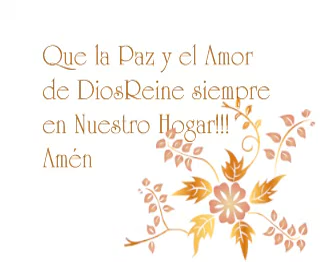 Que la Paz y el Amor
de DiosReine siempre
en Nuestro Hogar!!!
Amén